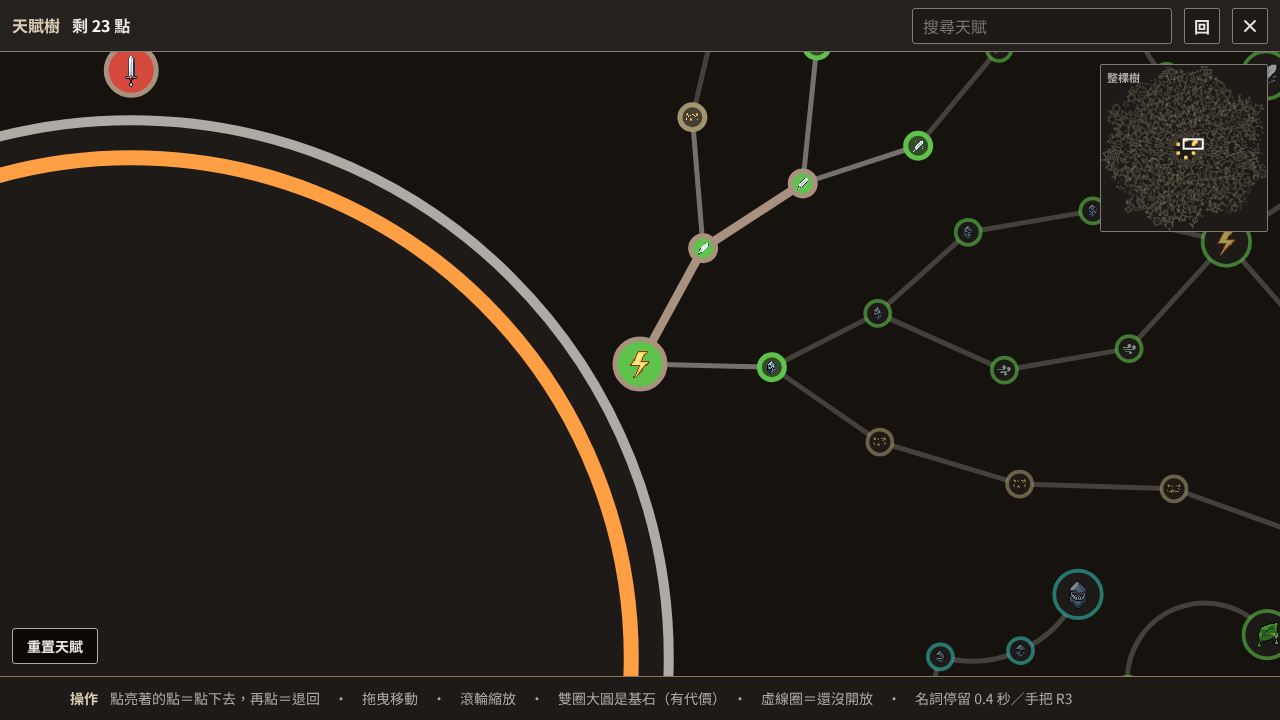 天賦樹 剩 23 點
搜尋天賦
回
整棵樹
重置天賦
操作 點亮著的點＝點下去，再點＝退回 • 拖曳移動 • 滾輪縮放 • 雙圈大圓是基石（有代價） • 虛線圈＝還沒開放 • 名詞停留 0.4 秒／手把 R3